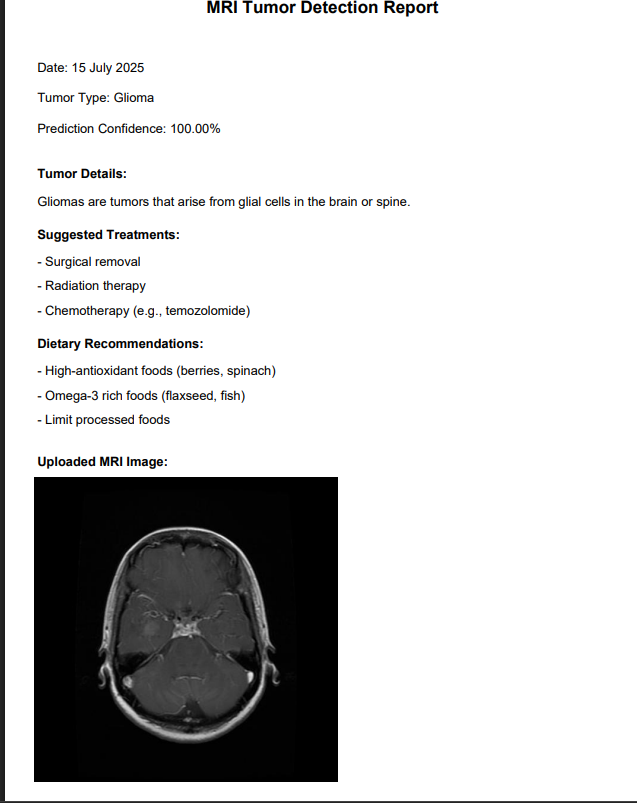 MRI Tumor Detection Report
Date: 15 July 2025
Tumor Type: Glioma
Prediction Confidence: 100.00%
Tumor Details:
Gliomas are tumors that arise from glial cells in the brain or spine.
Suggested Treatments:
- Surgical removal
- Radiation therapy
- Chemotherapy (e.g., temozolomide)
Dietary Recommendations:
- High-antioxidant foods (berries, spinach)
- Omega-3 rich foods (flaxseed, fish)
- Limit processed foods
Uploaded MRI Image: